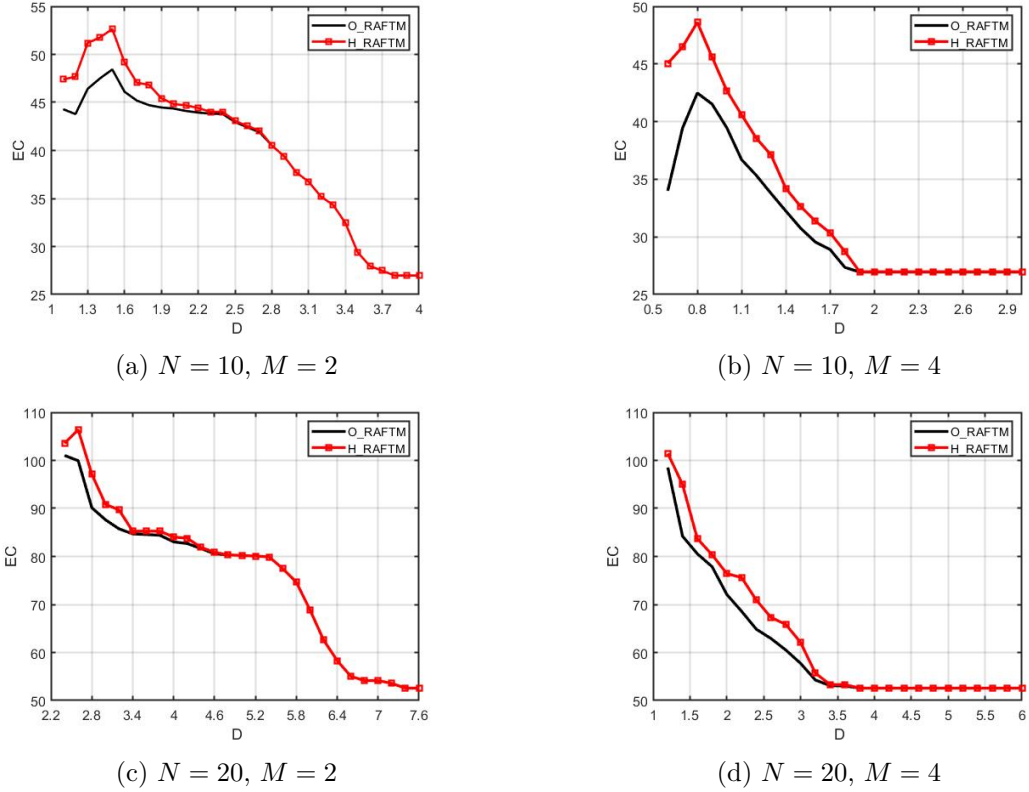 55
50
45
40
35
30
25
EC
1 1.3 1.6 1.9 2.2 2.5 2.8 3.1 3.4 3.7 4
D
O_RAFTM
H_RAFTM
(a) N = 10, M = 2
50
45
40
35
30
25
EC
0.5 0.8 1.1 1.4 1.7 2 2.3 2.6 2.9
D
O_RAFTM
H_RAFTM
(b) N = 10, M = 4
110
100
90
80
70
60
50
EC
2.2 2.8 3.4 4 4.6 5.2 5.8 6.4 7 7.6
D
O_RAFTM
H_RAFTM
(c) N = 20, M = 2
110
100
90
80
70
60
50
EC
1 1.5 2 2.5 3 3.5 4 4.5 5 5.5 6
D
O_RAFTM
H_RAFTM
(d) N = 20, M = 4